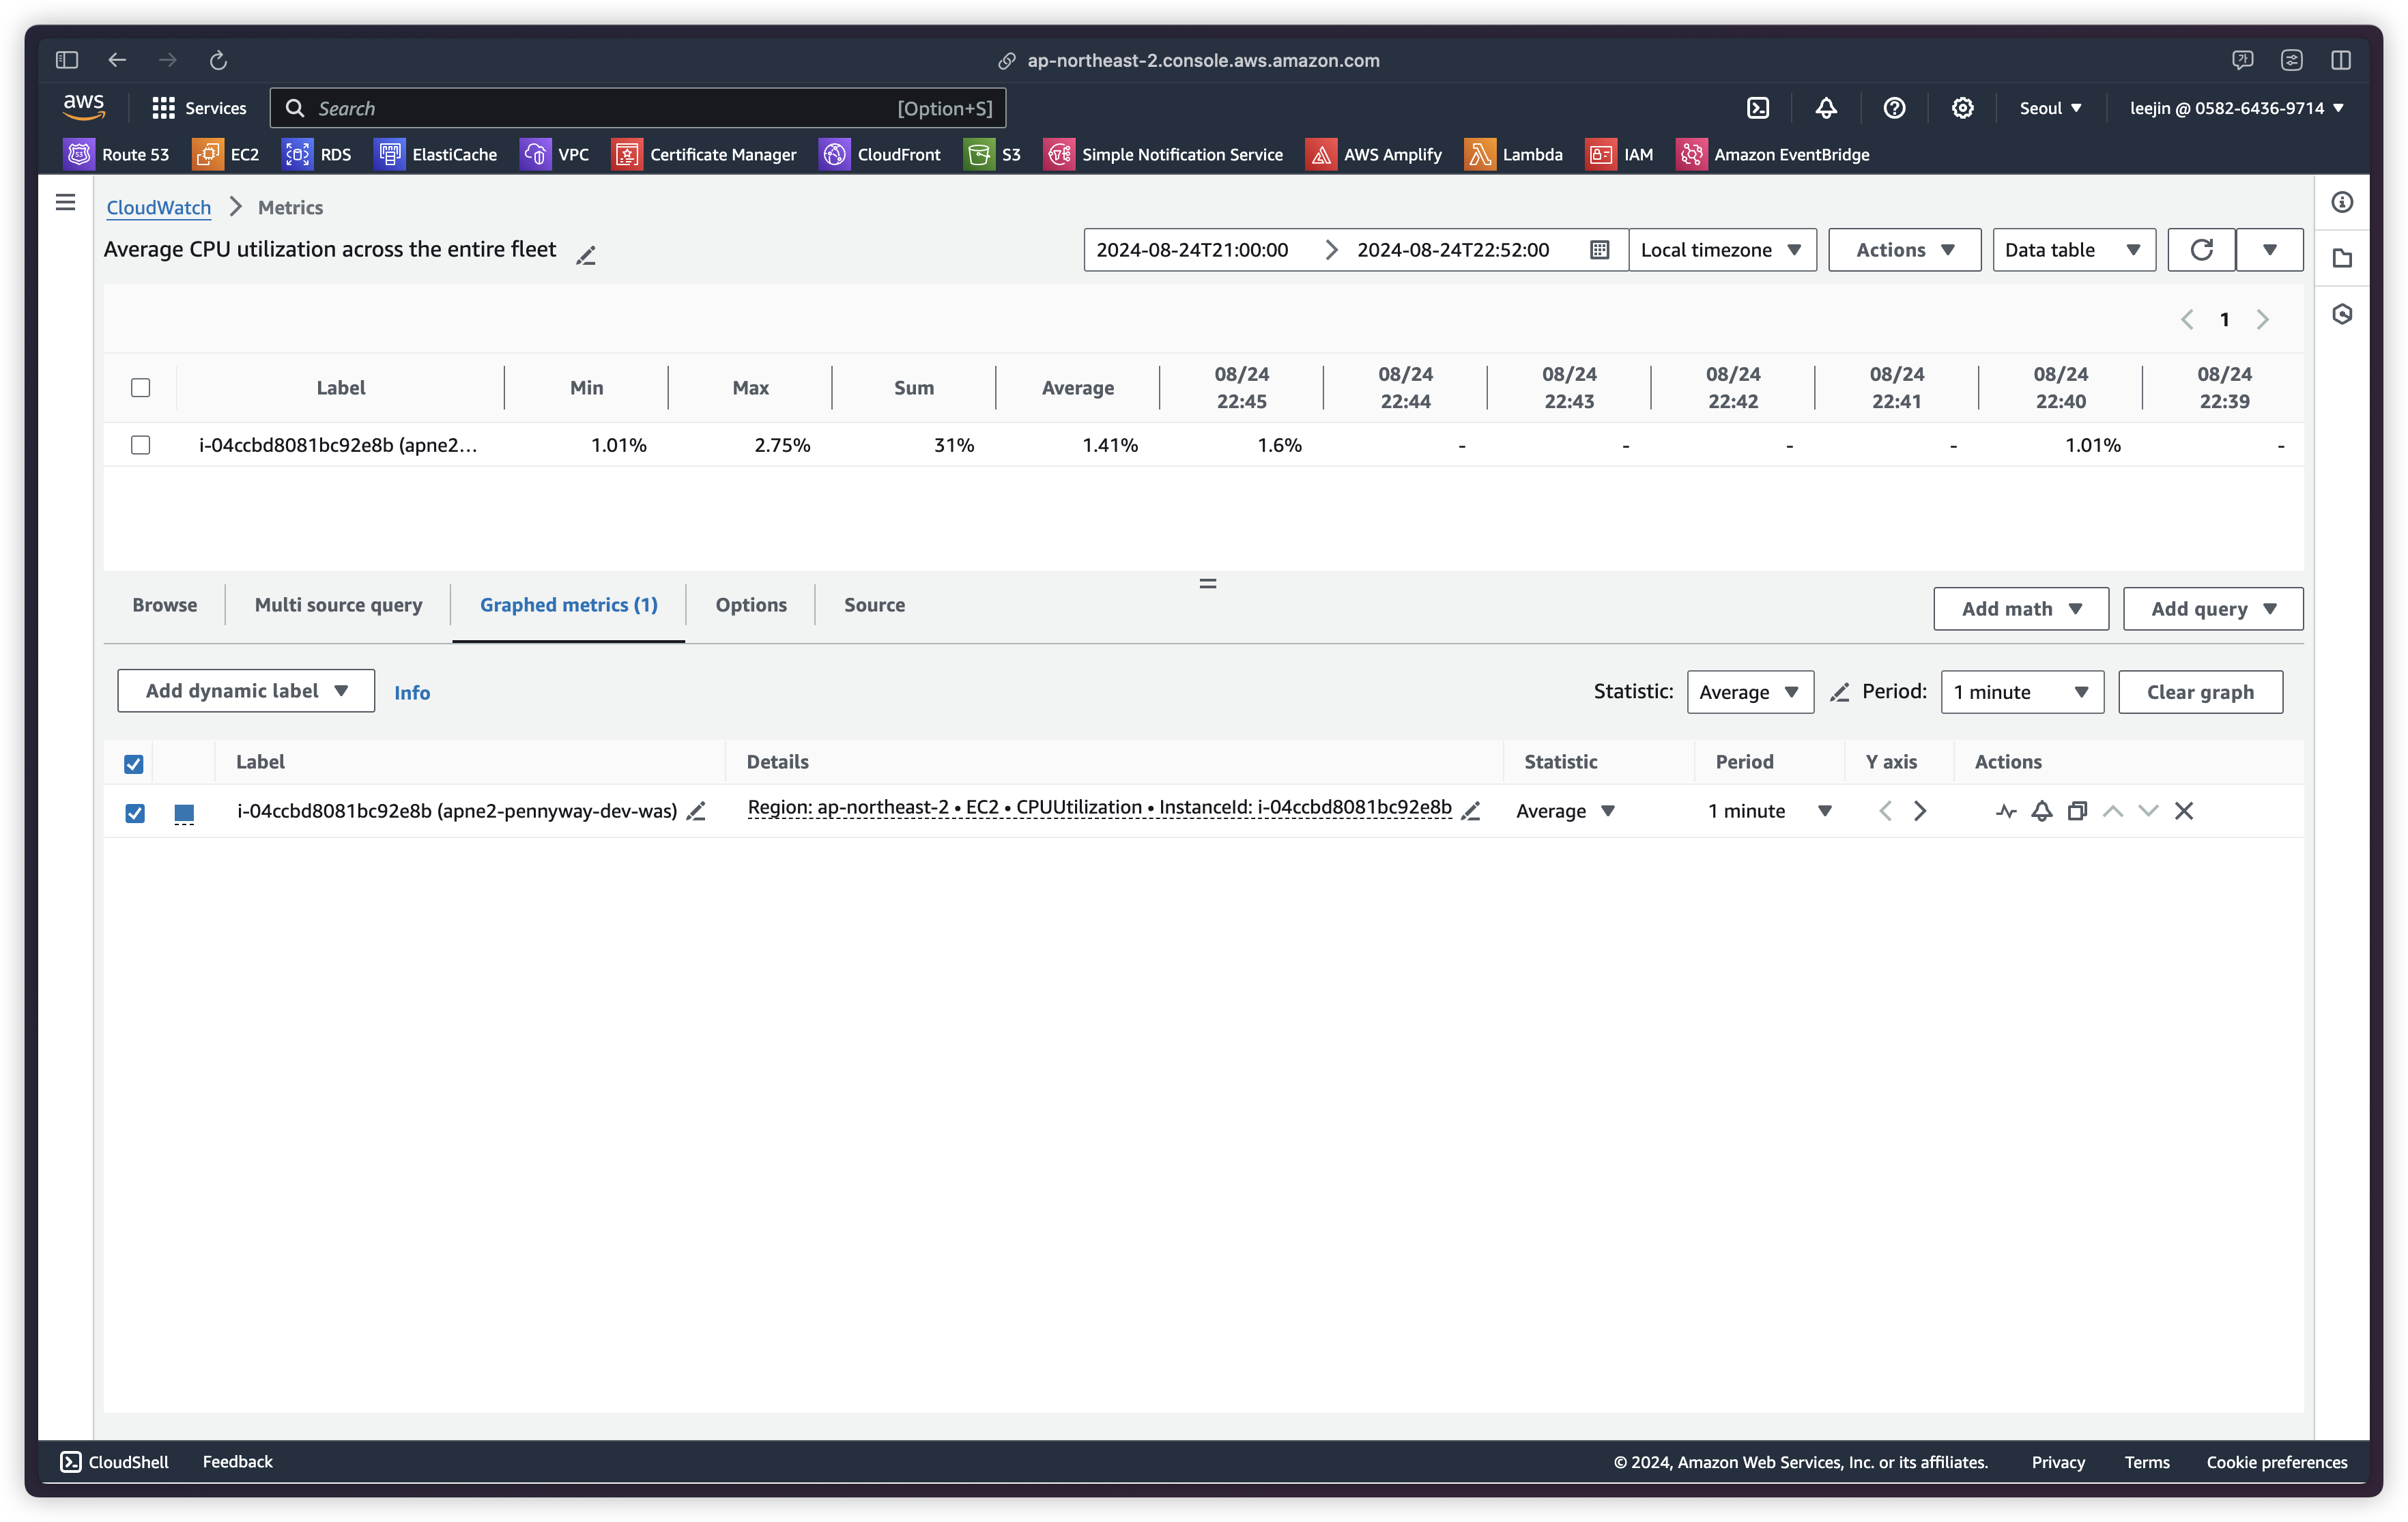 ap-northeast-2.console.aws.amazon.com
aws Services Search [Option+S] Seoul leejin @ 0582-6436-9714
Route 53 EC2 RDS ElastiCache VPC Certificate Manager CloudFront S3 Simple Notification Service AWS Amplify Lambda IAM Amazon EventBridge
CloudWatch Metrics
Average CPU utilization across the entire fleet 2024-08-24T21:00:00 2024-08-24T22:52:00 Local timezone Actions Data table
1
Label Min Max Sum Average 08/24 22:45 08/24 22:44 08/24 22:43 08/24 22:42 08/24 22:41 08/24 22:40 08/24 22:39
i-04ccbd8081bc92e8b (apne2… 1.01% 2.75% 31% 1.41% 1.6% - - - - 1.01% -
Browse Multi source query Graphed metrics (1) Options Source Add math Add query
Add dynamic label Info Statistic: Average Period: 1 minute Clear graph
Label Details Statistic Period Y axis Actions
i-04ccbd8081bc92e8b (apne2-pennyway-dev-was) Region: ap-northeast-2 • EC2 • CPUUtilization • InstanceId: i-04ccbd8081bc92e8b Average 1 minute
CloudShell Feedback © 2024, Amazon Web Services, Inc. or its affiliates. Privacy Terms Cookie preferences